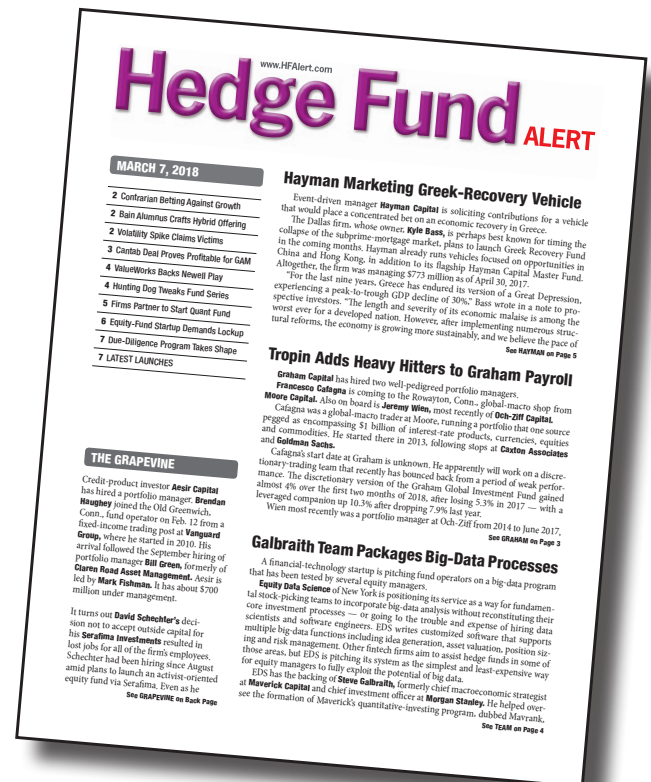 www.HFAlert.com
Hedge Fund
ALERT
MARCH 7, 2018
2 Contrarian Betting Against Growth
2 Bain Alumnus Crafts Hybrid Offering
2 Volatility Spike Claims Victims
3 Cantab Deal Proves Profitable for GAM
4 ValueWorks Backs Newell Play
4 Hunting Dog Tweaks Fund Series
5 Firms Partner to Start Quant Fund
6 Equity-Fund Startup Demands Lockup
7 Due-Diligence Program Takes Shape
7 LATEST LAUNCHES
THE GRAPEVINE
Credit-product investor Aesir Capital
has hired a portfolio manager. Brendan
Haughey joined the Old Greenwich,
Conn., fund operator on Feb. 12 from a
fixed-income trading post at Vanguard
Group, where he started in 2010. His
arrival followed the September hiring of
portfolio manager Bill Green, formerly of
Claren Road Asset Management. Aesir is
led by Mark Fishman. It has about $700
million under management.
It turns out David Schechter's deci-
sion not to accept outside capital for
his Serafima Investments resulted in
lost jobs for all of the firm's employees.
Schechter had been hiring since August
amid plans to launch an activist-oriented
equity fund via Serafima. Even as he
See GRAPEVINE on Back Page
Hayman Marketing Greek-Recovery Vehicle
Event-driven manager Hayman Capital is soliciting contributions for a vehicle
that would place a concentrated bet on an economic recovery in Greece.
The Dallas firm, whose owner, Kyle Bass, is perhaps best known for timing the
collapse of the subprime-mortgage market, plans to launch Greek Recovery Fund
in the coming months. Hayman already runs vehicles focused on opportunities in
China and Hong Kong, in addition to its flagship Hayman Capital Master Fund.
Altogether, the firm was managing $773 million as of April 30, 2017.
"For the last nine years, Greece has endured its version of a Great Depression,
experiencing a peak-to-trough GDP decline of 30%," Bass wrote in a note to pro-
spective investors. "The length and severity of its economic malaise is among the
worst ever for a developed nation. However, after implementing numerous struc-
tural reforms, the economy is growing more sustainably, and we believe the pace of
See HAYMAN on Page 5
Tropin Adds Heavy Hitters to Graham Payroll
Graham Capital has hired two well-pedigreed portfolio managers.
Francesco Cafagna is coming to the Rowayton, Conn., global-macro shop from
Moore Capital. Also on board is Jeremy Wien, most recently of Och-Ziff Capital.
Cafagna was a global-macro trader at Moore, running a portfolio that one source
pegged as encompassing $1 billion of interest-rate products, currencies, equities
and commodities. He started there in 2013, following stops at Caxton Associates
and Goldman Sachs.
Cafagna's start date at Graham is unknown. He apparently will work on a discre-
tionary-trading team that recently has bounced back from a period of weak perfor-
mance. The discretionary version of the Graham Global Investment Fund gained
almost 4% over the first two months of 2018, after losing 5.3% in 2017 — with a
leveraged companion up 10.3% after dropping 7.9% last year.
Wien most recently was a portfolio manager at Och-Ziff from 2014 to June 2017,
See GRAHAM on Page 3
Galbraith Team Packages Big-Data Processes
A financial-technology startup is pitching fund operators on a big-data program
that has been tested by several equity managers.
Equity Data Science of New York is positioning its service as a way for fundamen-
tal stock-picking teams to incorporate big-data analysis without reconstituting their
core investment processes — or going to the trouble and expense of hiring data
scientists and software engineers. EDS writes customized software that supports
multiple big-data functions including idea generation, asset valuation, position siz-
ing and risk management. Other fintech firms aim to assist hedge funds in some of
those areas, but EDS is pitching its system as the simplest and least-expensive way
for equity managers to fully exploit the potential of big data.
EDS has the backing of Steve Galbraith, formerly chief macroeconomic strategist
at Maverick Capital and chief investment officer at Morgan Stanley. He helped over-
see the formation of Maverick's quantitative-investing program, dubbed Mavrank,
See TEAM on Page 4